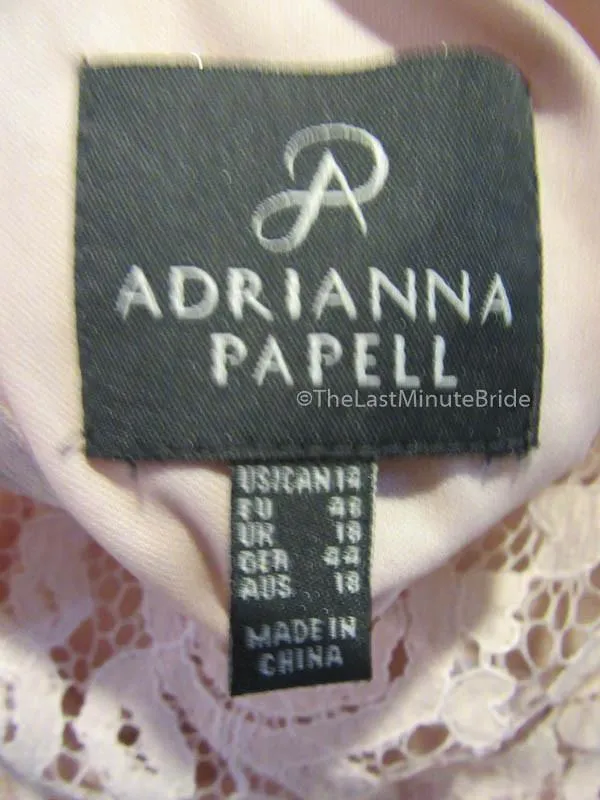 ADRIANNA
PAPELL
©TheLastMinuteBride
US/CAN 14
EU 46
UK 18
GER 44
AUS 18
MADE IN
CHINA